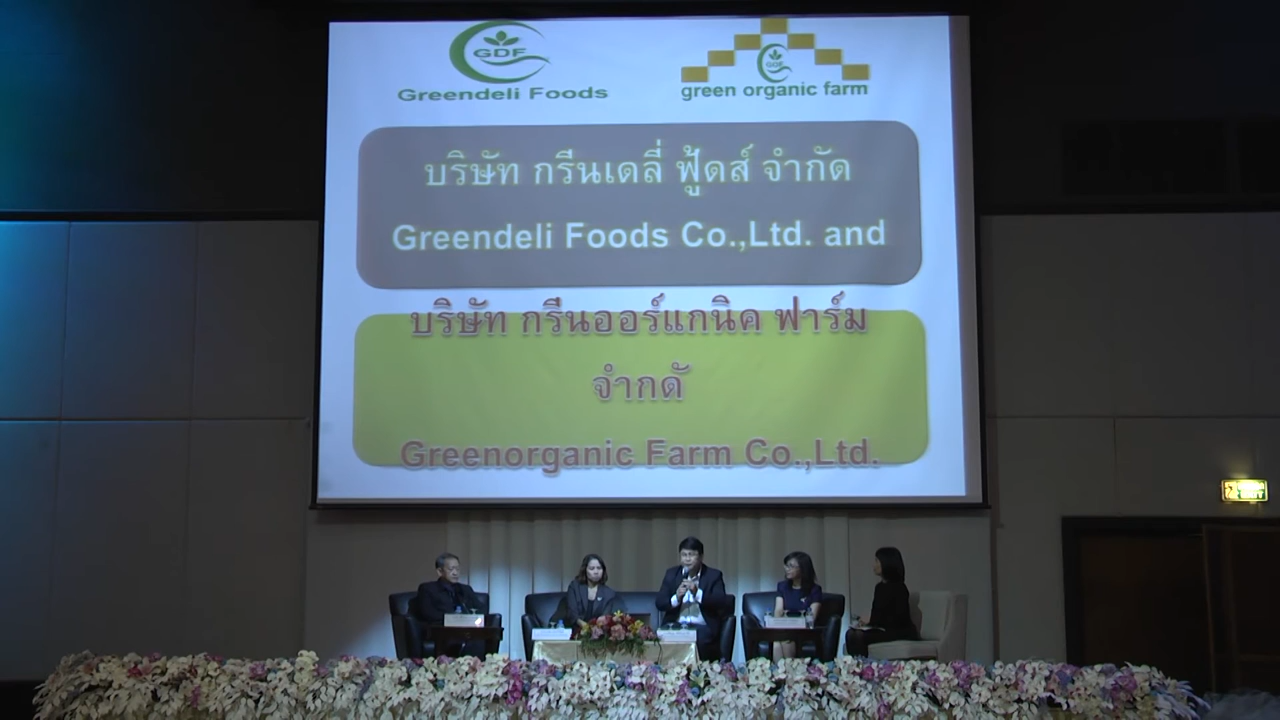 GDF
Greendeli Foods
GDF
green organic farm
บริษัท กรีนเดลี่ ฟู้ดส์ จำกัด
Greendeli Foods Co.,Ltd. and
บริษัท กรีนออร์แกนิค ฟาร์ม
จำกัด
Greenorganic Farm Co.,Ltd.
EXIT